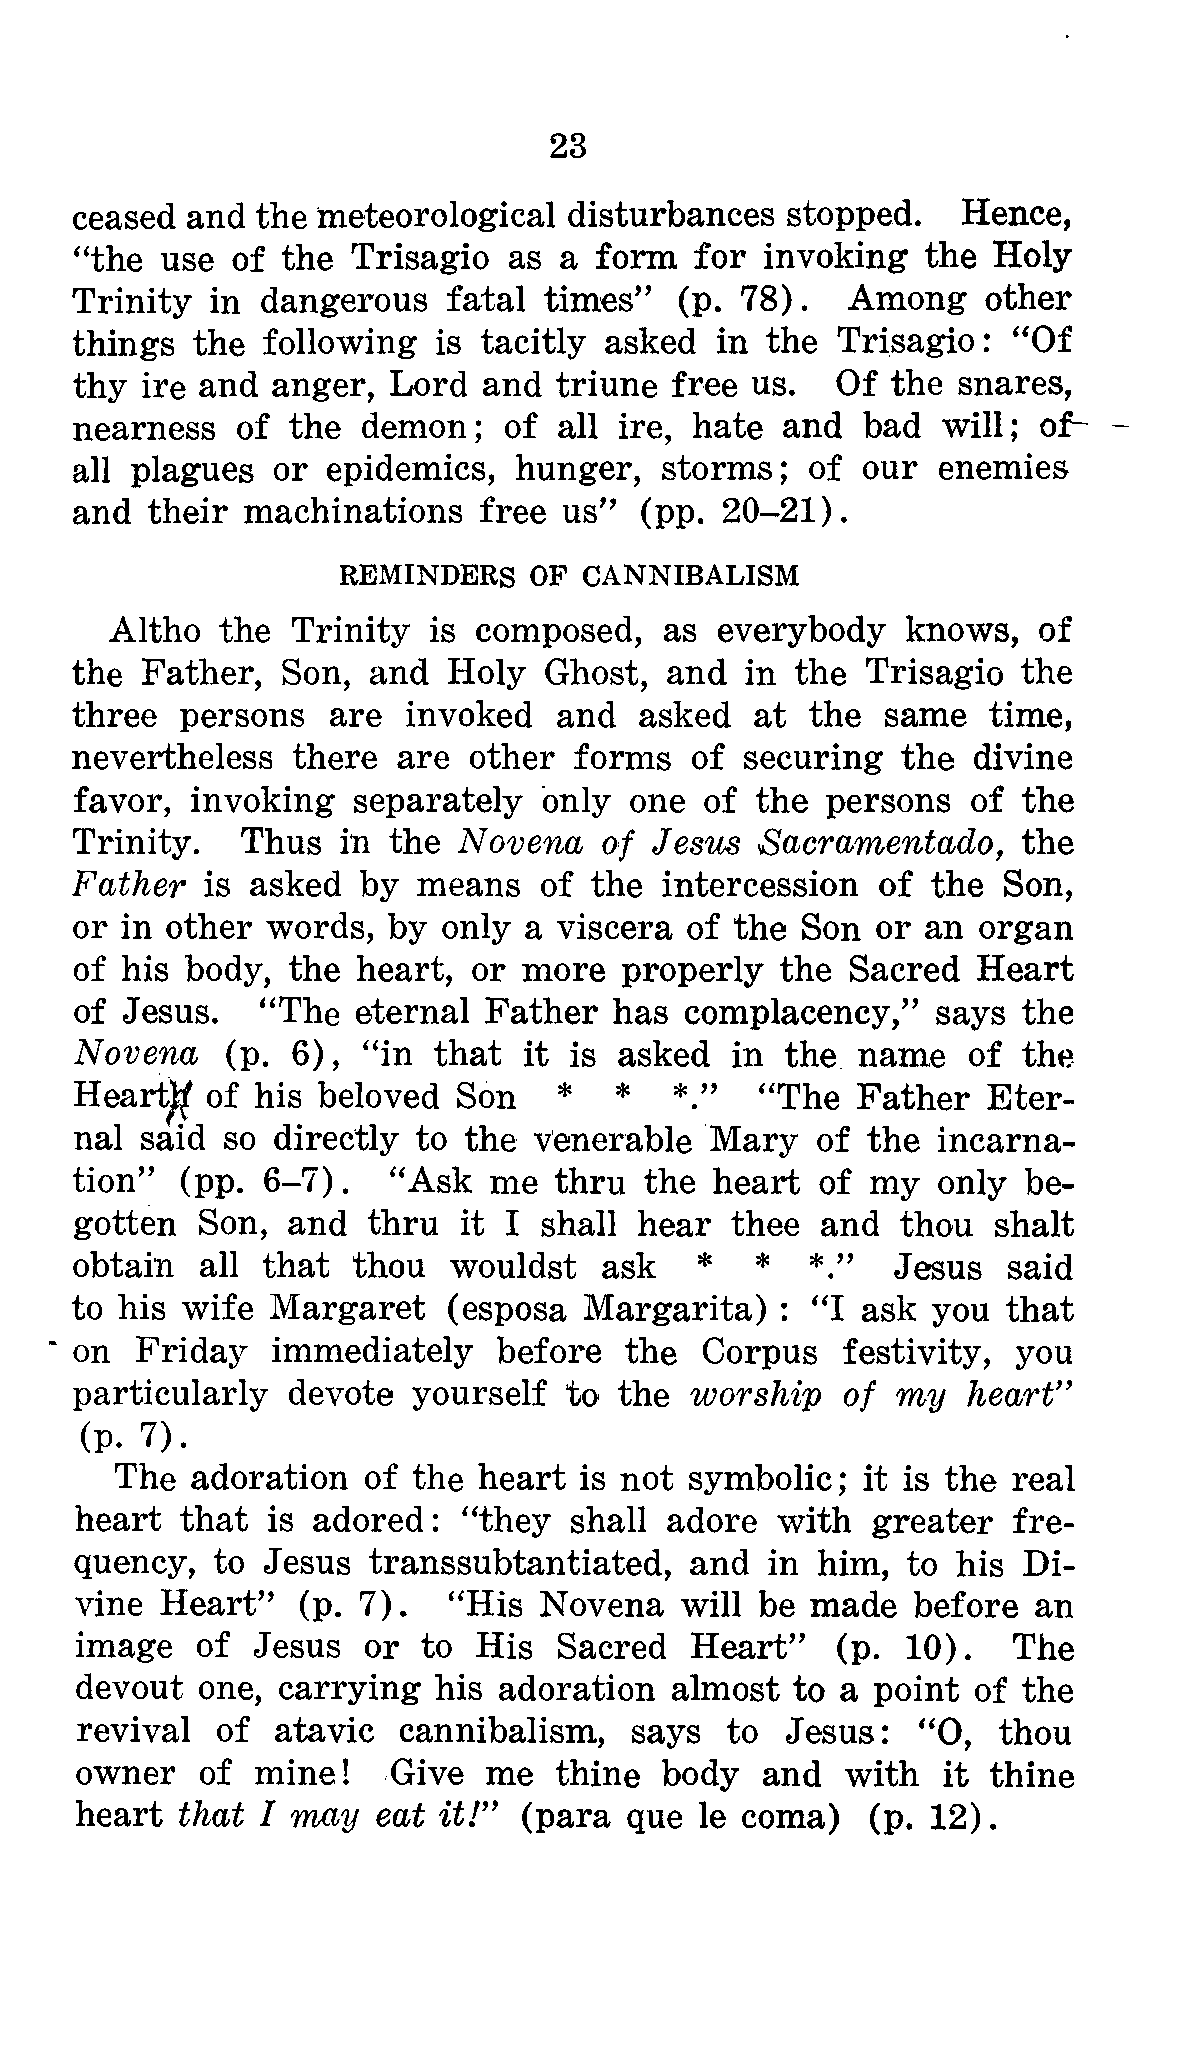 23
ceased and the meteorological disturbances stopped. Hence,
"the use of the Trisagio as a form for invoking the Holy
Trinity in dangerous fatal times" (p. 78). Among other
things the following is tacitly asked in the Trisagio: "Of
thy ire and anger, Lord and triune free us. Of the snares,
nearness of the demon; of all ire, hate and bad will; of
all plagues or epidemics, hunger, storms; of our enemies
and their machinations free us" (pp. 20–21).
REMINDERS OF CANNIBALISM
Altho the Trinity is composed, as everybody knows, of
the Father, Son, and Holy Ghost, and in the Trisagio the
three persons are invoked and asked at the same time,
nevertheless there are other forms of securing the divine
favor, invoking separately only one of the persons of the
Trinity. Thus in the Novena of Jesus Sacramentado, the
Father is asked by means of the intercession of the Son,
or in other words, by only a viscera of the Son or an organ
of his body, the heart, or more properly the Sacred Heart
of Jesus. "The eternal Father has complacency," says the
Novena (p. 6), "in that it is asked in the name of the
Heart of his beloved Son * * *." "The Father Eter-
nal said so directly to the venerable Mary of the incarna-
tion" (pp. 6–7). "Ask me thru the heart of my only be-
gotten Son, and thru it I shall hear thee and thou shalt
obtain all that thou wouldst ask * * *." Jesus said
to his wife Margaret (esposa Margarita): "I ask you that
on Friday immediately before the Corpus festivity, you
particularly devote yourself to the worship of my heart"
(p. 7).
The adoration of the heart is not symbolic; it is the real
heart that is adored: "they shall adore with greater fre-
quency, to Jesus transsubtantiated, and in him, to his Di-
vine Heart" (p. 7). "His Novena will be made before an
image of Jesus or to His Sacred Heart" (p. 10). The
devout one, carrying his adoration almost to a point of the
revival of atavic cannibalism, says to Jesus: "O, thou
owner of mine! Give me thine body and with it thine
heart that I may eat it!" (para que le coma) (p. 12).